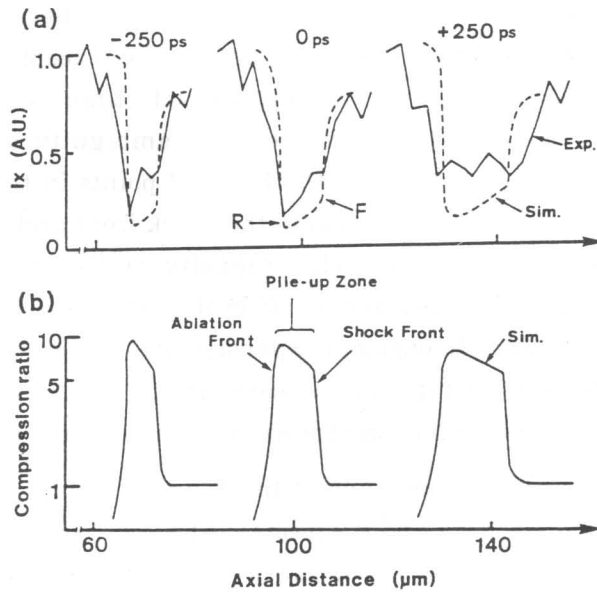 (a)
-250 ps
0 ps
+250 ps
Ix (A.U.)
1.0
0.5
0
R
F
Exp.
Sim.
(b)
Pile-up Zone
Ablation
Front
Shock Front
Sim.
Compression ratio
10
5
1
60
100
140
Axial Distance (μm)